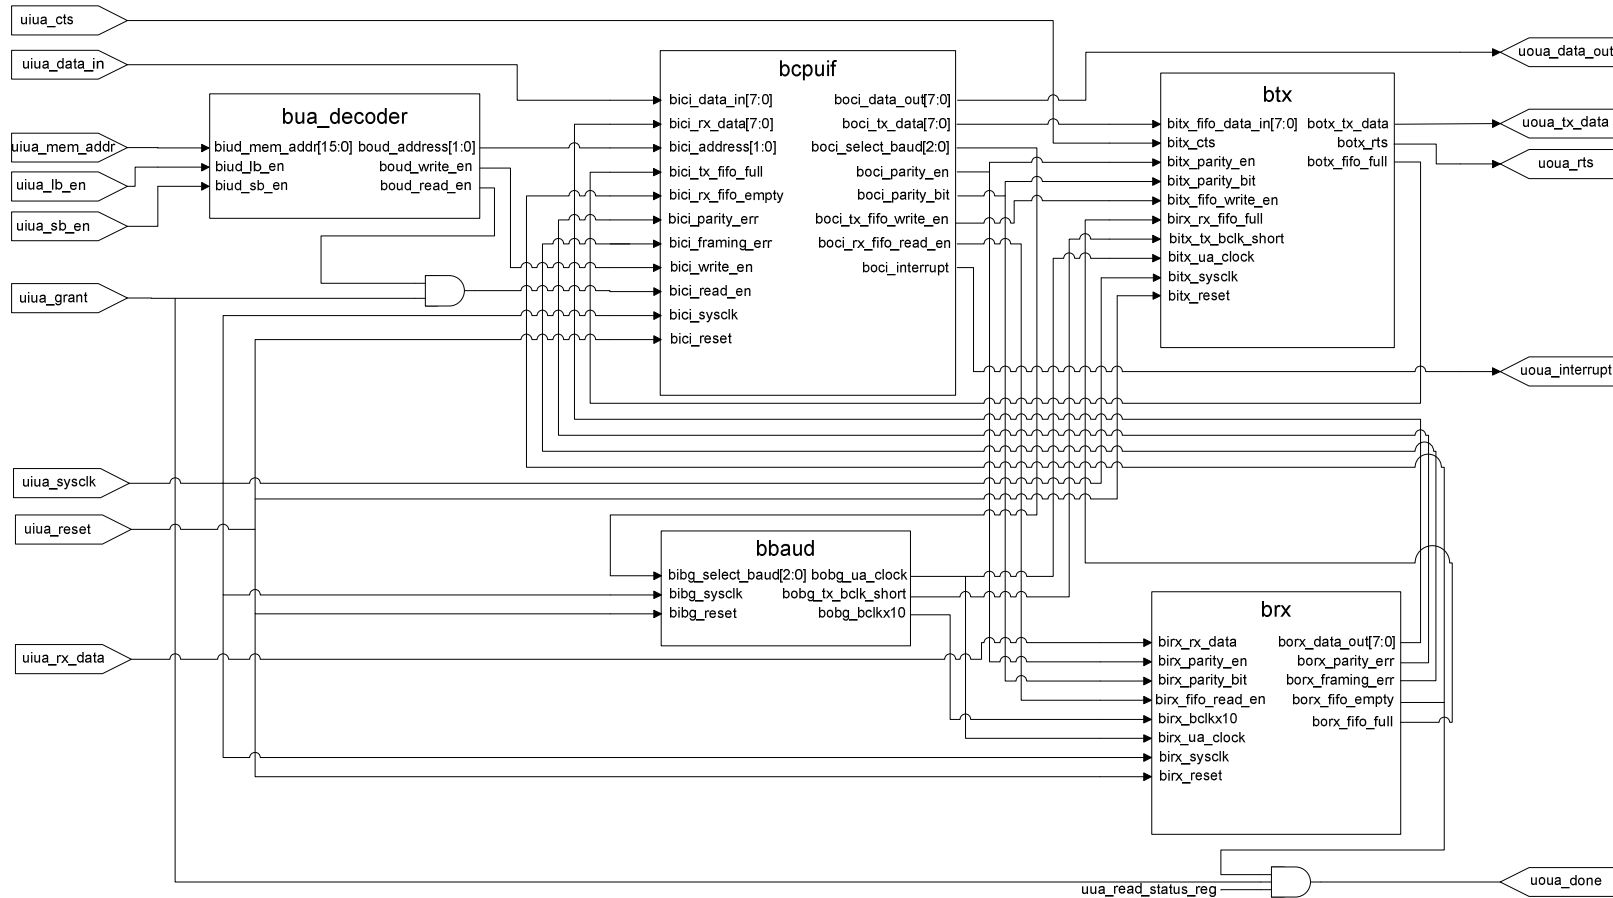 uiua_cts
uiua_data_in
uiua_mem_addr
uiua_lb_en
uiua_sb_en
uiua_grant
uiua_sysclk
uiua_reset
uiua_rx_data
bua_decoder
biud_mem_addr[15:0] boud_address[1:0]
biud_lb_en boud_write_en
biud_sb_en boud_read_en
bcpuif
bici_data_in[7:0] boci_data_out[7:0]
bici_rx_data[7:0] boci_tx_data[7:0]
bici_address[1:0] boci_select_baud[2:0]
bici_tx_fifo_full boci_parity_en
bici_rx_fifo_empty boci_parity_bit
bici_parity_err boci_tx_fifo_write_en
bici_framing_err boci_rx_fifo_read_en
bici_write_en boci_interrupt
bici_read_en
bici_sysclk
bici_reset
btx
bitx_fifo_data_in[7:0] botx_tx_data
bitx_cts botx_rts
bitx_parity_en botx_fifo_full
bitx_parity_bit
bitx_fifo_write_en
birx_rx_fifo_full
bitx_tx_bclk_short
bitx_ua_clock
bitx_sysclk
bitx_reset
bbaud
bibg_select_baud[2:0] bobg_ua_clock
bibg_sysclk bobg_tx_bclk_short
bibg_reset bobg_bclkx10
brx
birx_rx_data borx_data_out[7:0]
birx_parity_en borx_parity_err
birx_parity_bit borx_framing_err
birx_fifo_read_en borx_fifo_empty
birx_bclkx10 borx_fifo_full
birx_ua_clock
birx_sysclk
birx_reset
uua_read_status_reg
uoua_data_out
uoua_tx_data
uoua_rts
uoua_interrupt
uoua_done